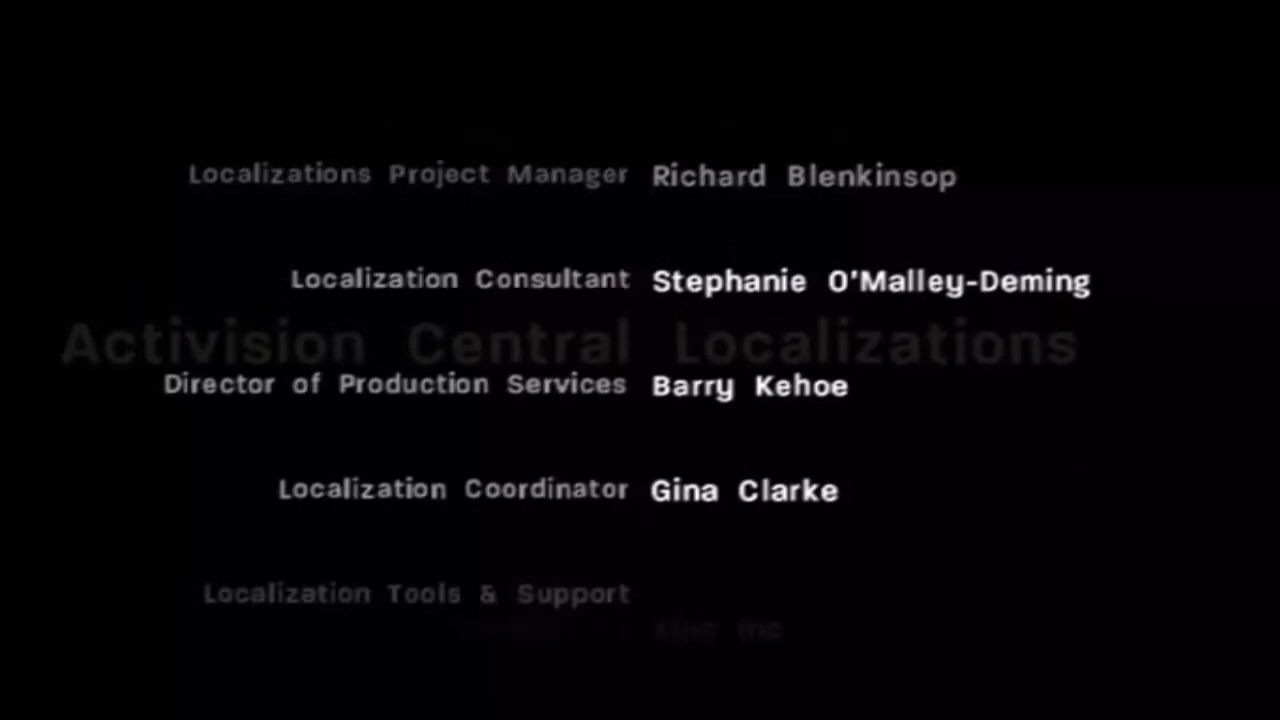 Localizations Project Manager Richard Blenkinsop
Localization Consultant Stephanie O'Malley-Deming
Activision Central Localizations
Director of Production Services Barry Kehoe
Localization Coordinator Gina Clarke
Localization Tools & Support
Inc